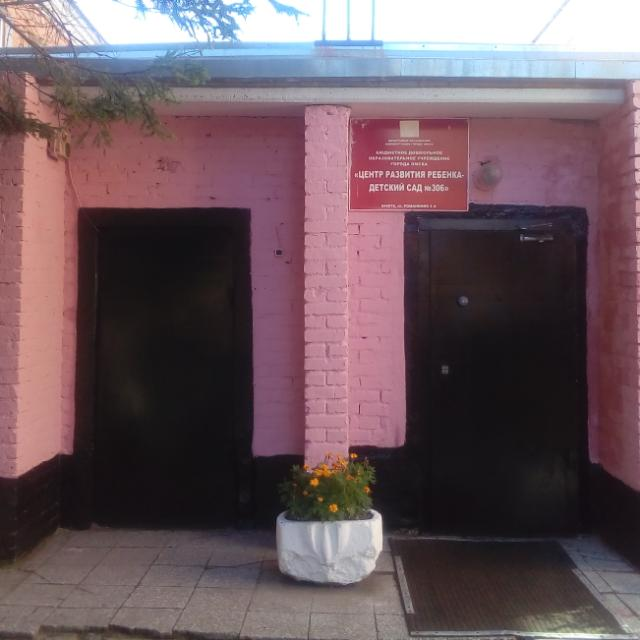 БЮДЖЕТНОЕ ДОШКОЛЬНОЕ
ОБРАЗОВАТЕЛЬНОЕ УЧРЕЖДЕНИЕ
ГОРОДА ОМСКА
«ЦЕНТР РАЗВИТИЯ РЕБЕНКА-
ДЕТСКИЙ САД №306»